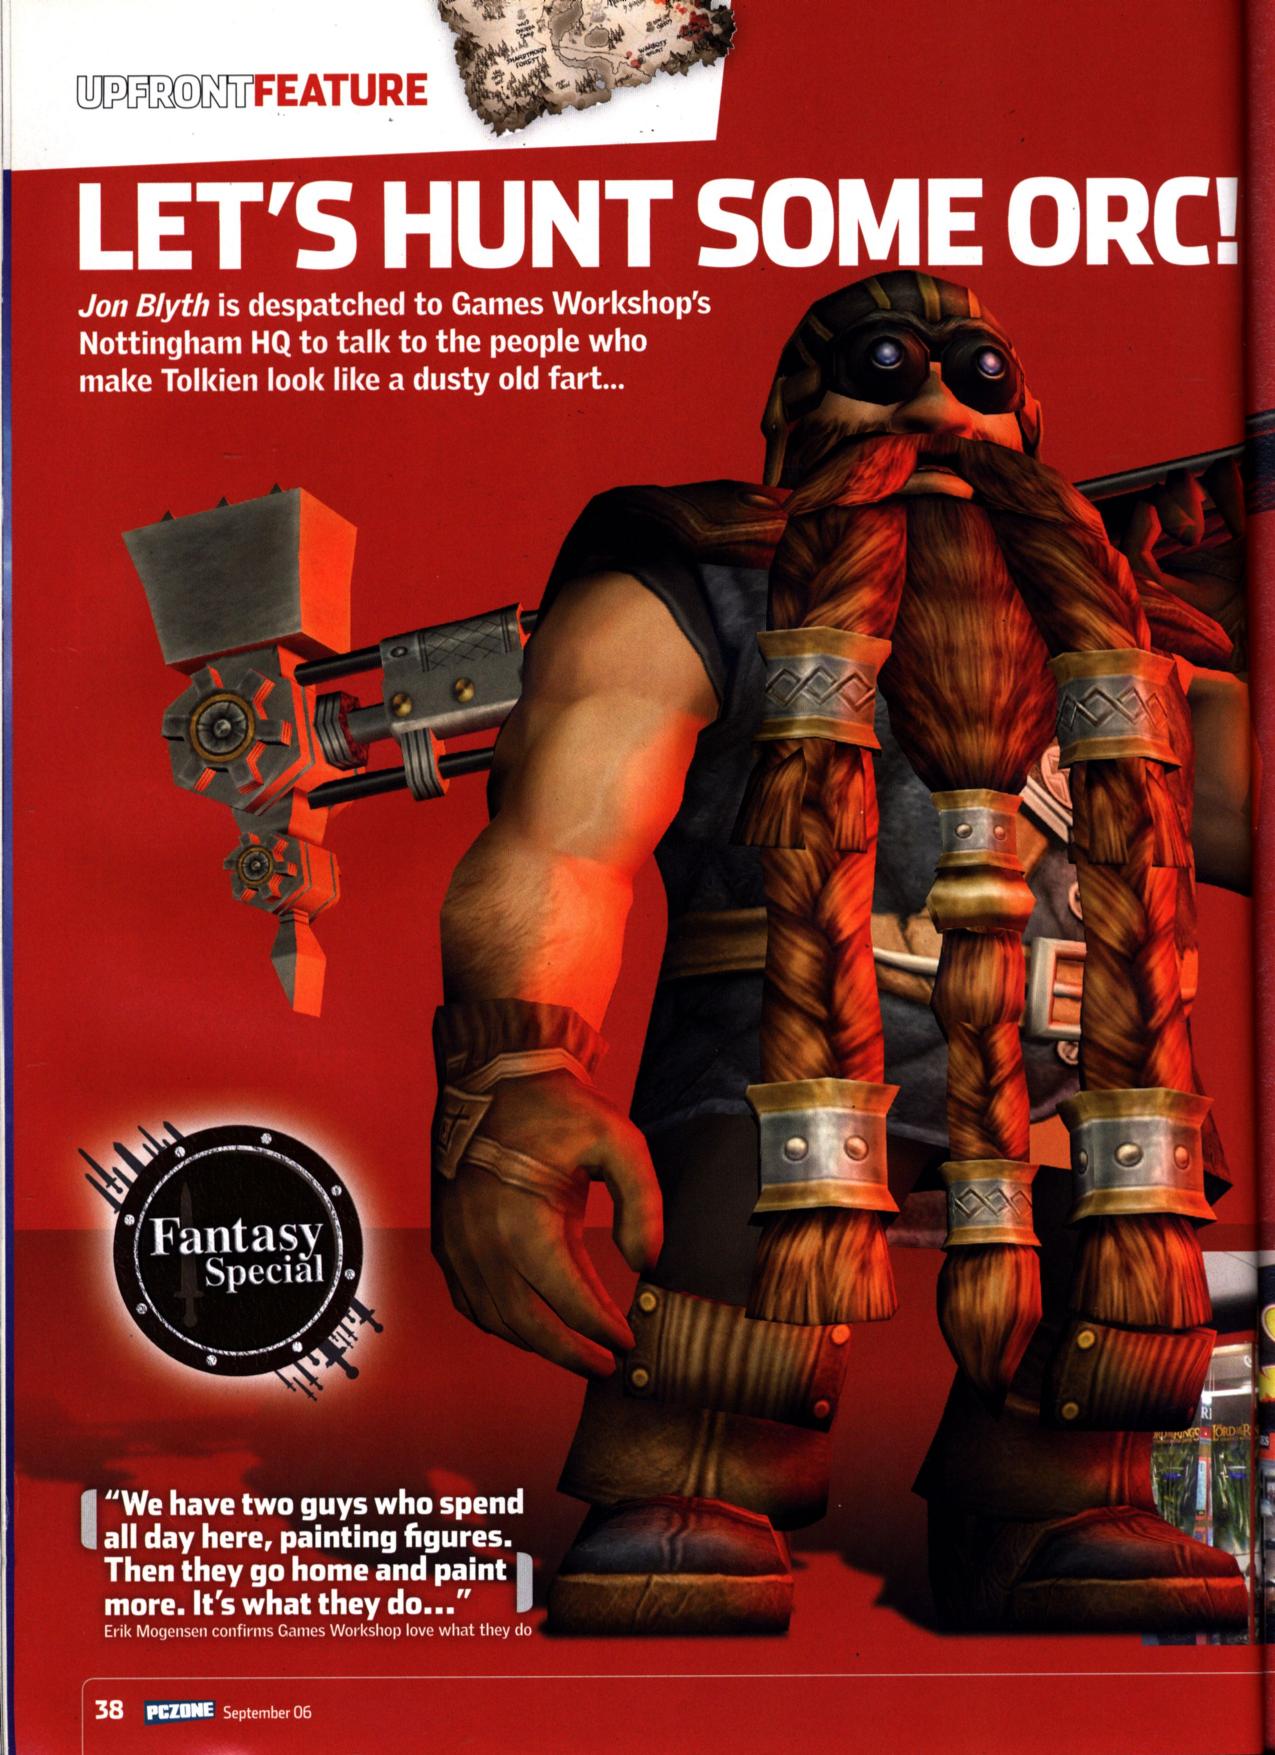 UPFRONTFEATURE
SHARDTMOON
FOREST
LET'S HUNT SOME ORC!
Jon Blyth is despatched to Games Workshop's
Nottingham HQ to talk to the people who
make Tolkien look like a dusty old fart...
Fantasy
Special
"We have two guys who spend
all day here, painting figures.
Then they go home and paint
more. It's what they do..."
Erik Mogensen confirms Games Workshop love what they do
38 PCZONE September 06